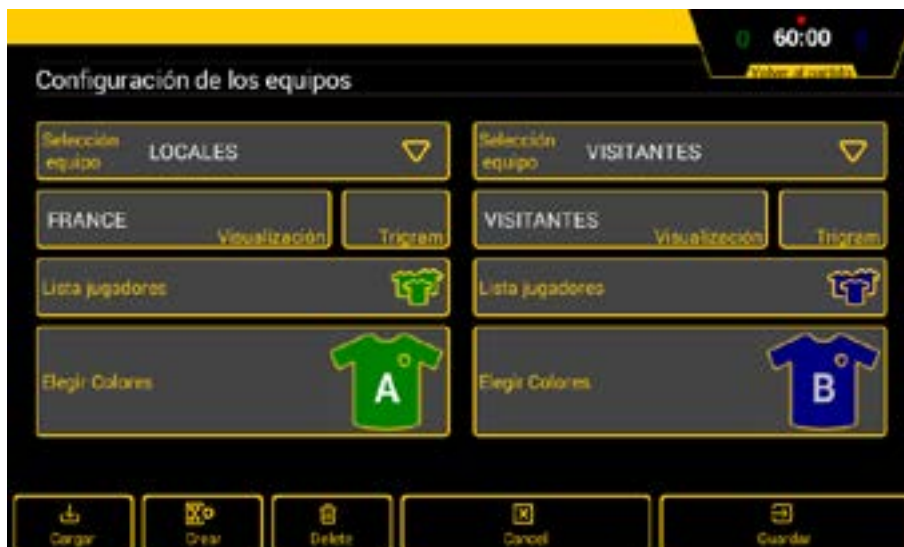 0 60:00 0
Volver al partido
Configuración de los equipos
Selección equipo LOCALES
Selección equipo VISITANTES
FRANCE Visualización Trigram
VISITANTES Visualización Trigram
Lista jugadores
Lista jugadores
Elegir Colores A
Elegir Colores B
Cargar Crear Delete Cancel Guardar